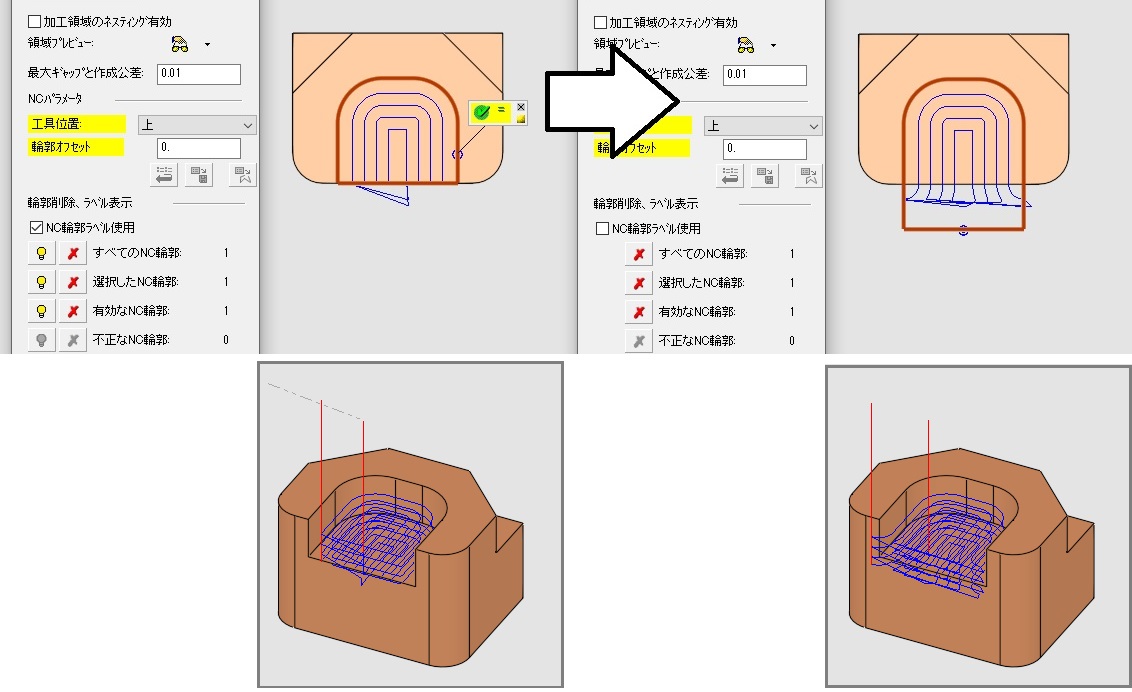 加工領域のネスティング有効
領域プレビュー:
最大ギャップと作成公差: 0.01
NCパラメータ
工具位置: 上
輪郭オフセット 0.
輪郭削除、ラベル表示
NC輪郭ラベル使用
すべてのNC輪郭: 1
選択したNC輪郭: 1
有効なNC輪郭: 1
不正なNC輪郭: 0
加工領域のネスティング有効
領域プレビュー:
と作成公差: 0.01
上
オフセット 0.
輪郭削除、ラベル表示
NC輪郭ラベル使用
すべてのNC輪郭: 1
選択したNC輪郭: 1
有効なNC輪郭: 1
不正なNC輪郭: 0